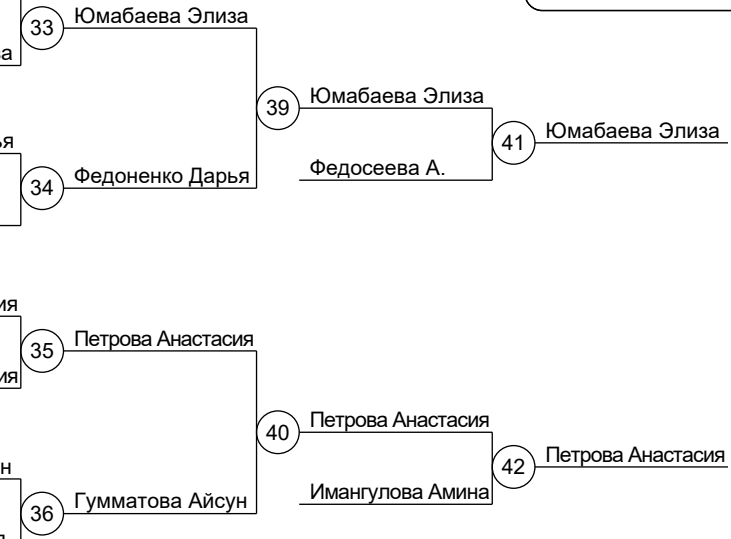 33
Юмабаева Элиза
39
Юмабаева Элиза
41
Юмабаева Элиза
34
Федоненко Дарья
Федосеева А.
35
Петрова Анастасия
40
Петрова Анастасия
42
Петрова Анастасия
36
Гумматова Айсун
Имангулова Амина